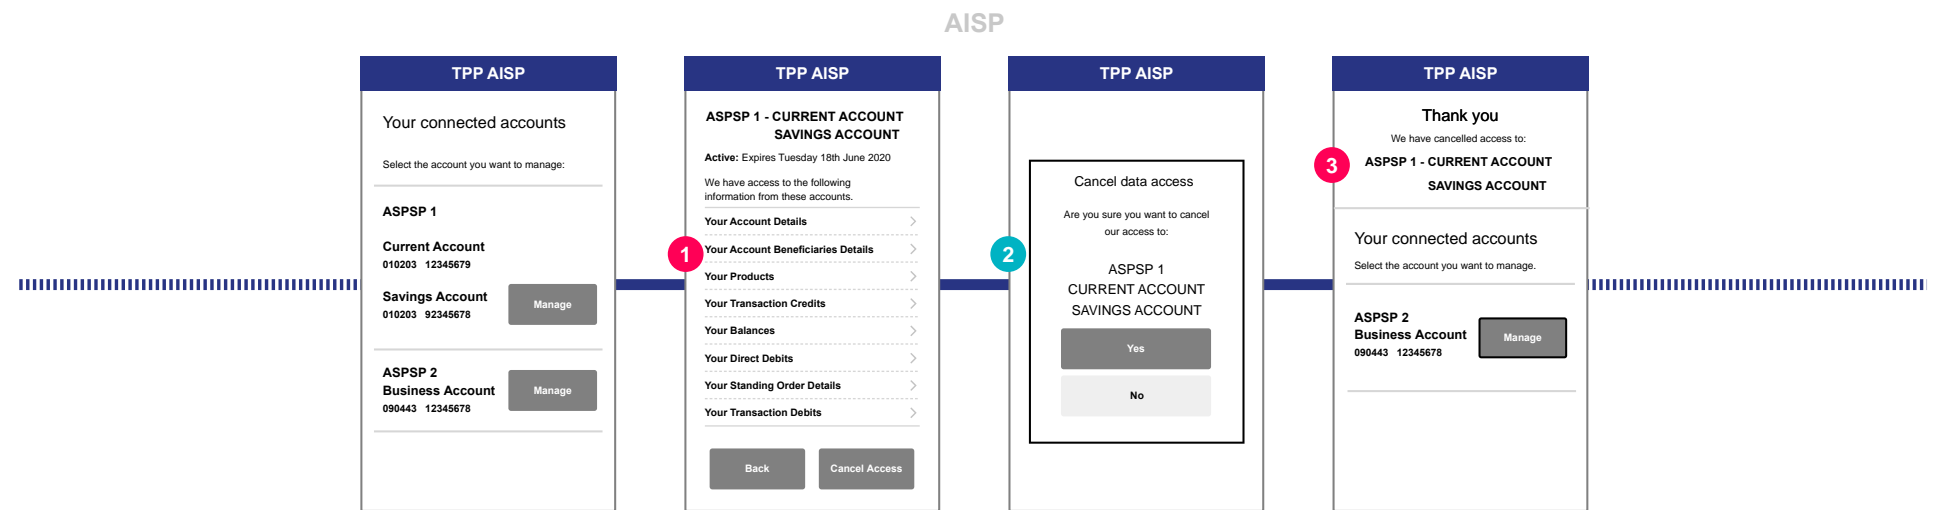 AISP
TPP AISP
Your connected accounts
Select the account you want to manage:
ASPSP 1
Current Account
010203 12345679
Savings Account
010203 92345678
Manage
ASPSP 2
Business Account
090443 12345678
Manage
TPP AISP
ASPSP 1 - CURRENT ACCOUNT
SAVINGS ACCOUNT
Active: Expires Tuesday 18th June 2020
We have access to the following
information from these accounts.
Your Account Details
1
Your Account Beneficiaries Details
Your Products
Your Transaction Credits
Your Balances
Your Direct Debits
Your Standing Order Details
Your Transaction Debits
Back
Cancel Access
TPP AISP
2
Cancel data access
Are you sure you want to cancel
our access to:
ASPSP 1
CURRENT ACCOUNT
SAVINGS ACCOUNT
Yes
No
TPP AISP
Thank you
We have cancelled access to:
3
ASPSP 1 - CURRENT ACCOUNT
SAVINGS ACCOUNT
Your connected accounts
Select the account you want to manage.
ASPSP 2
Business Account
090443 12345678
Manage